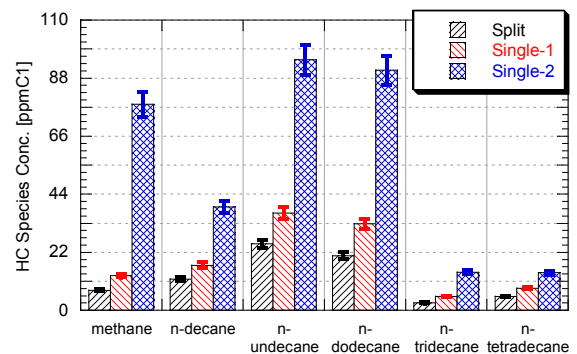 HC Species Conc. [ppmC1]
110
88
66
44
22
0
Split
Single-1
Single-2
methane
n-decane
n-
undecane
n-
dodecane
n-
tridecane
n-
tetradecane